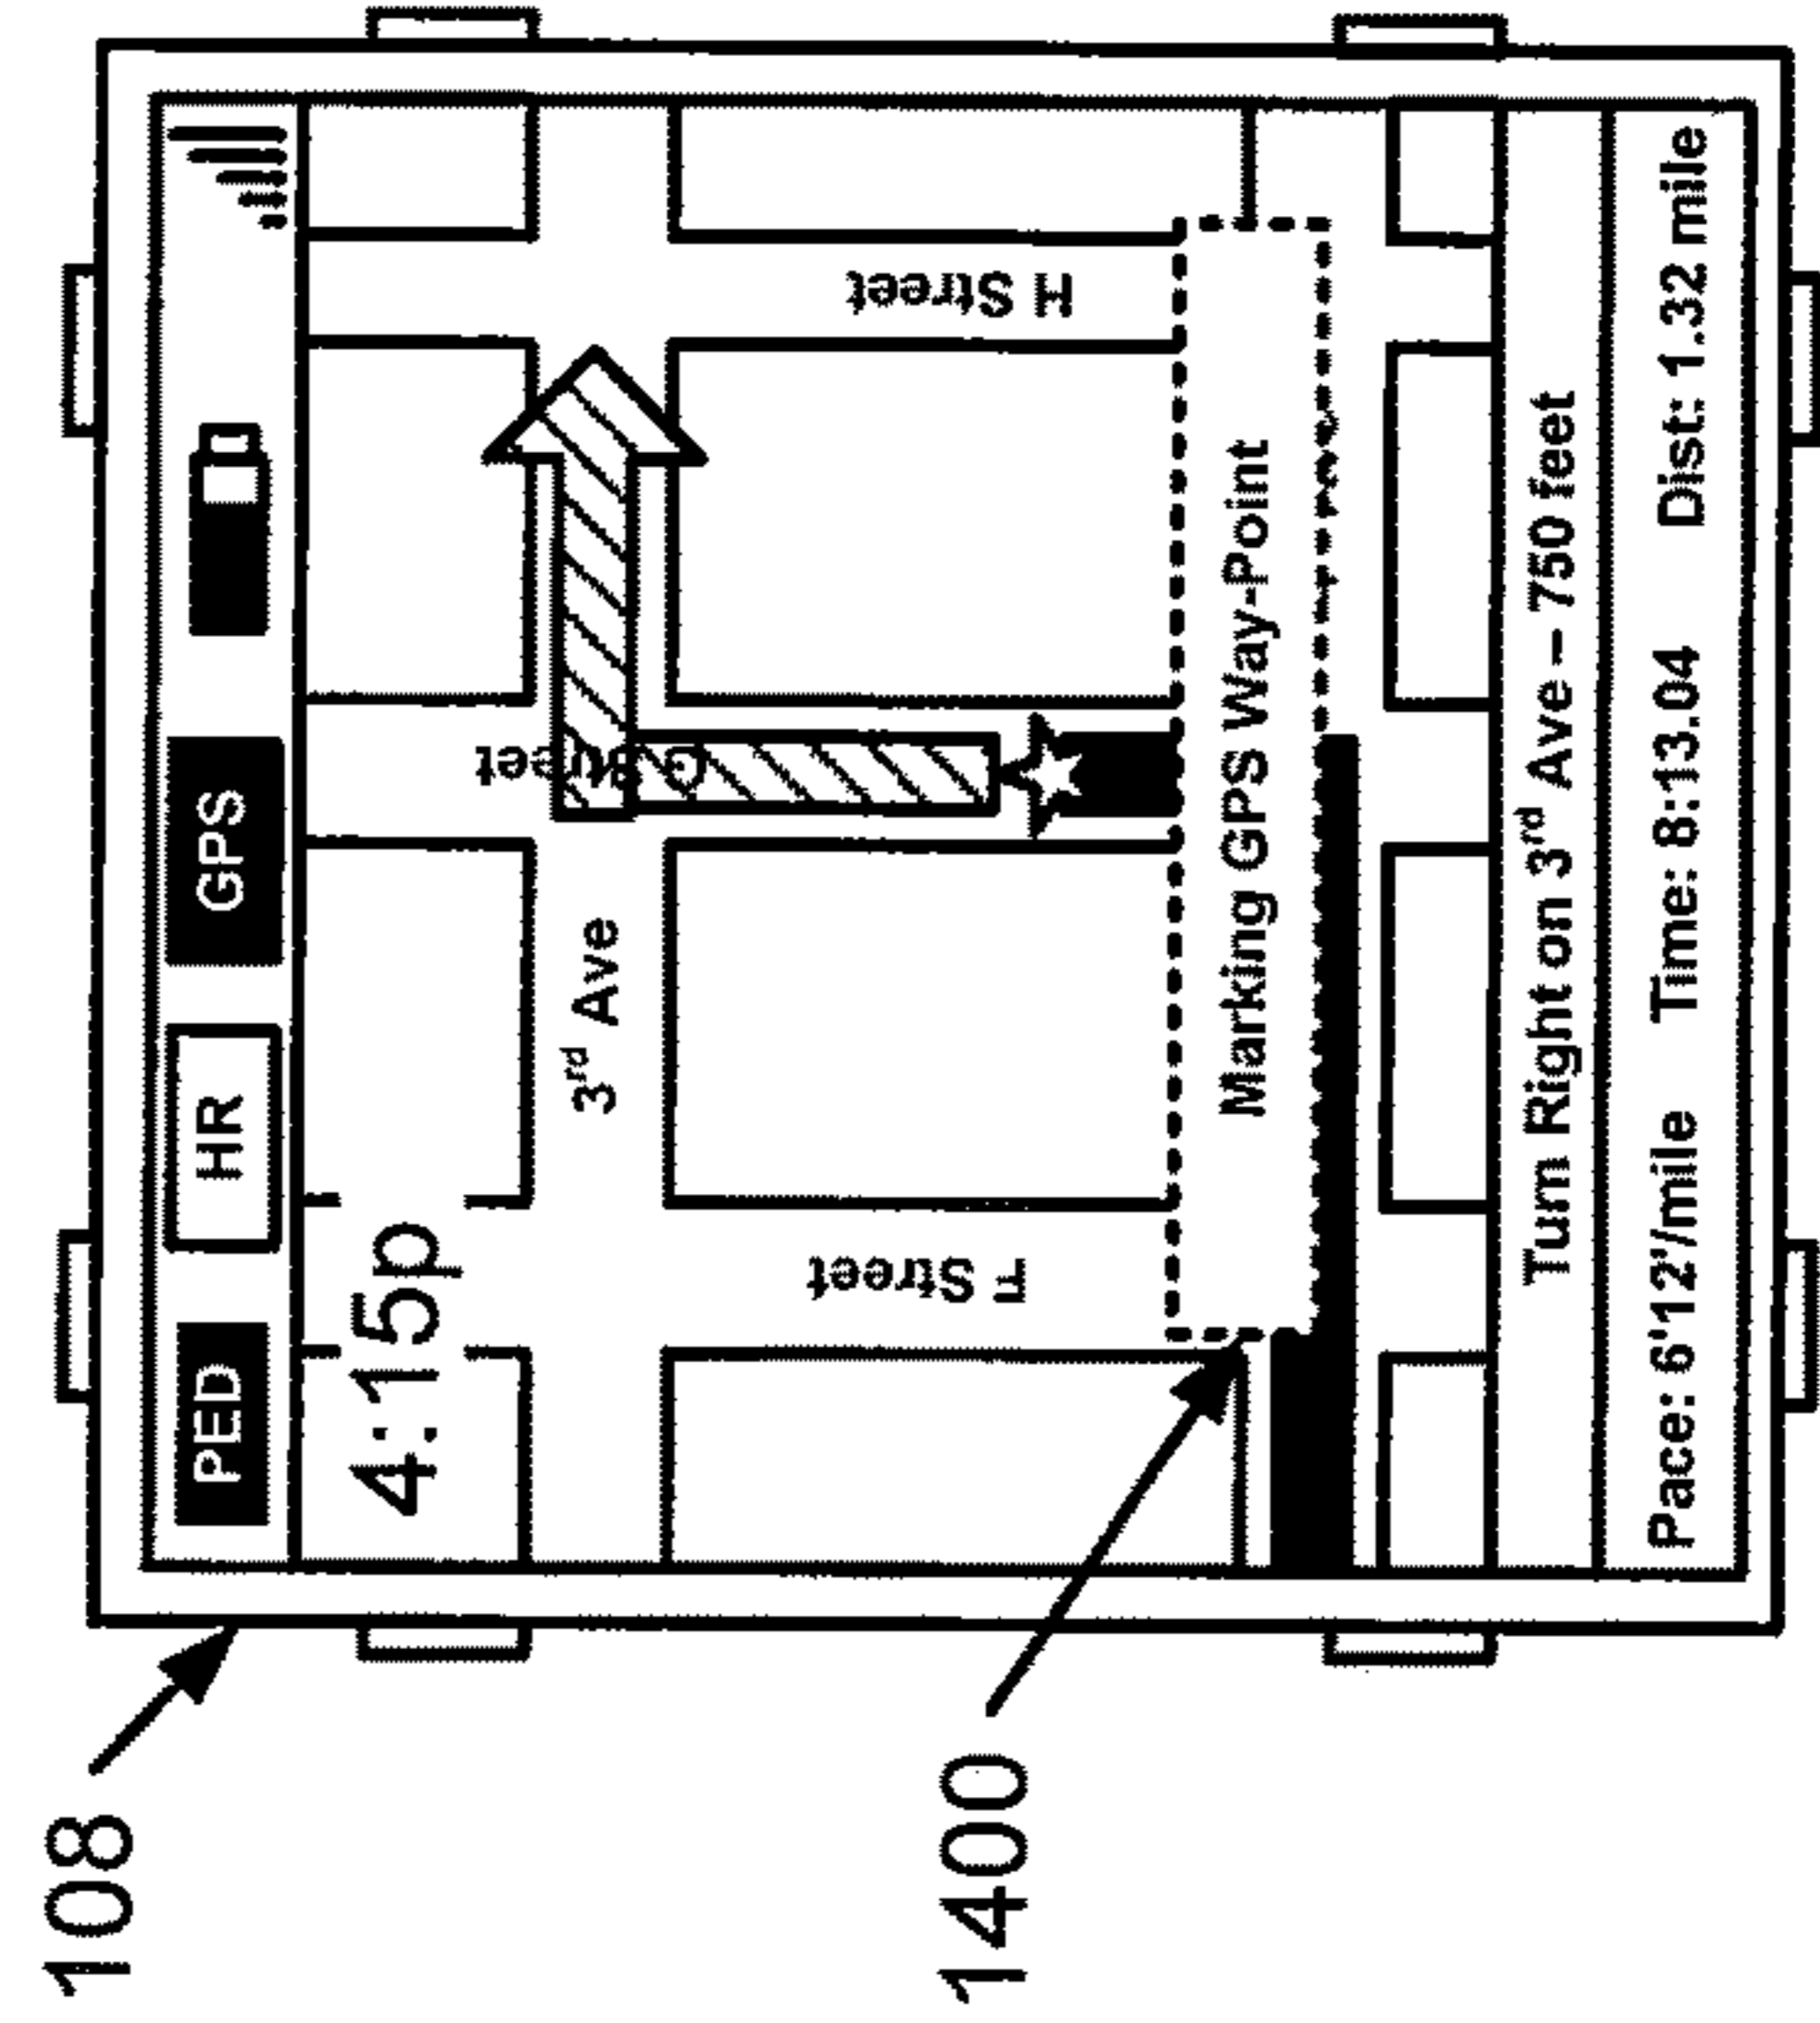 108
PED HR GPS
4:15p
3rd Ave
G Street
F Street
H Street
1400
Marking GPS Way-Point
Turn Right on 3rd Ave – 750 feet
Pace: 6'12'/mile Time: 8:13.04 Dist: 1.32 mile